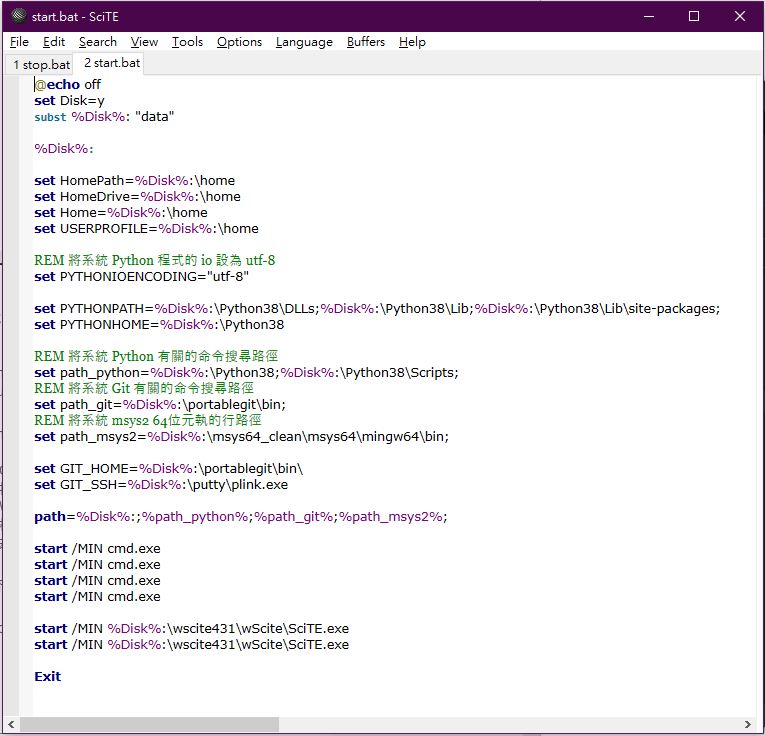 start.bat - SciTE
File Edit Search View Tools Options Language Buffers Help
1 stop.bat 2 start.bat
@echo off
set Disk=y
subst %Disk%: "data"
%Disk%:
set HomePath=%Disk%:\home
set HomeDrive=%Disk%:\home
set Home=%Disk%:\home
set USERPROFILE=%Disk%:\home
REM 將系統 Python 程式的 io 設為 utf-8
set PYTHONIOENCODING="utf-8"
set PYTHONPATH=%Disk%:\Python38\DLLs;%Disk%:\Python38\Lib;%Disk%:\Python38\Lib\site-packages;
set PYTHONHOME=%Disk%:\Python38
REM 將系統 Python 有關的命令搜尋路徑
set path_python=%Disk%:\Python38;%Disk%:\Python38\Scripts;
REM 將系統 Git 有關的命令搜尋路徑
set path_git=%Disk%:\portablegit\bin;
REM 將系統 msys2 64位元執的行路徑
set path_msys2=%Disk%:\msys64_clean\msys64\mingw64\bin;
set GIT_HOME=%Disk%:\portablegit\bin\
set GIT_SSH=%Disk%:\putty\plink.exe
path=%Disk%:;%path_python%;%path_git%;%path_msys2%;
start /MIN cmd.exe
start /MIN cmd.exe
start /MIN cmd.exe
start /MIN cmd.exe
start /MIN %Disk%:\wscite431\wScite\SciTE.exe
start /MIN %Disk%:\wscite431\wScite\SciTE.exe
Exit